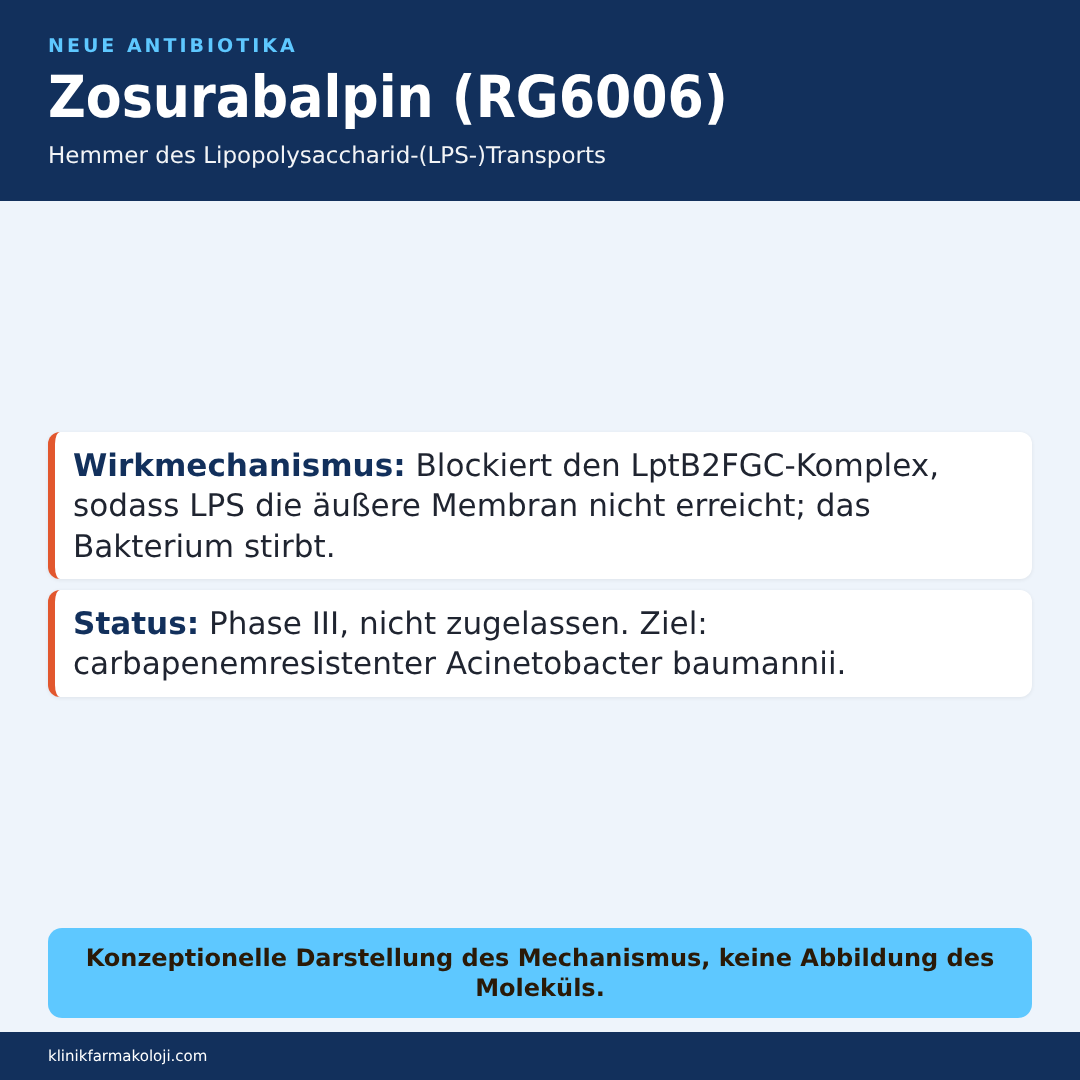 NEUE ANTIBIOTIKA
Zosurabalpin (RG6006)
Hemmer des Lipopolysaccharid-(LPS-)Transports
Wirkmechanismus: Blockiert den LptB2FGC-Komplex,
sodass LPS die äußere Membran nicht erreicht; das
Bakterium stirbt.
Status: Phase III, nicht zugelassen. Ziel:
carbapenemresistenter Acinetobacter baumannii.
Konzeptionelle Darstellung des Mechanismus, keine Abbildung des
Moleküls.
klinikfarmakoloji.com